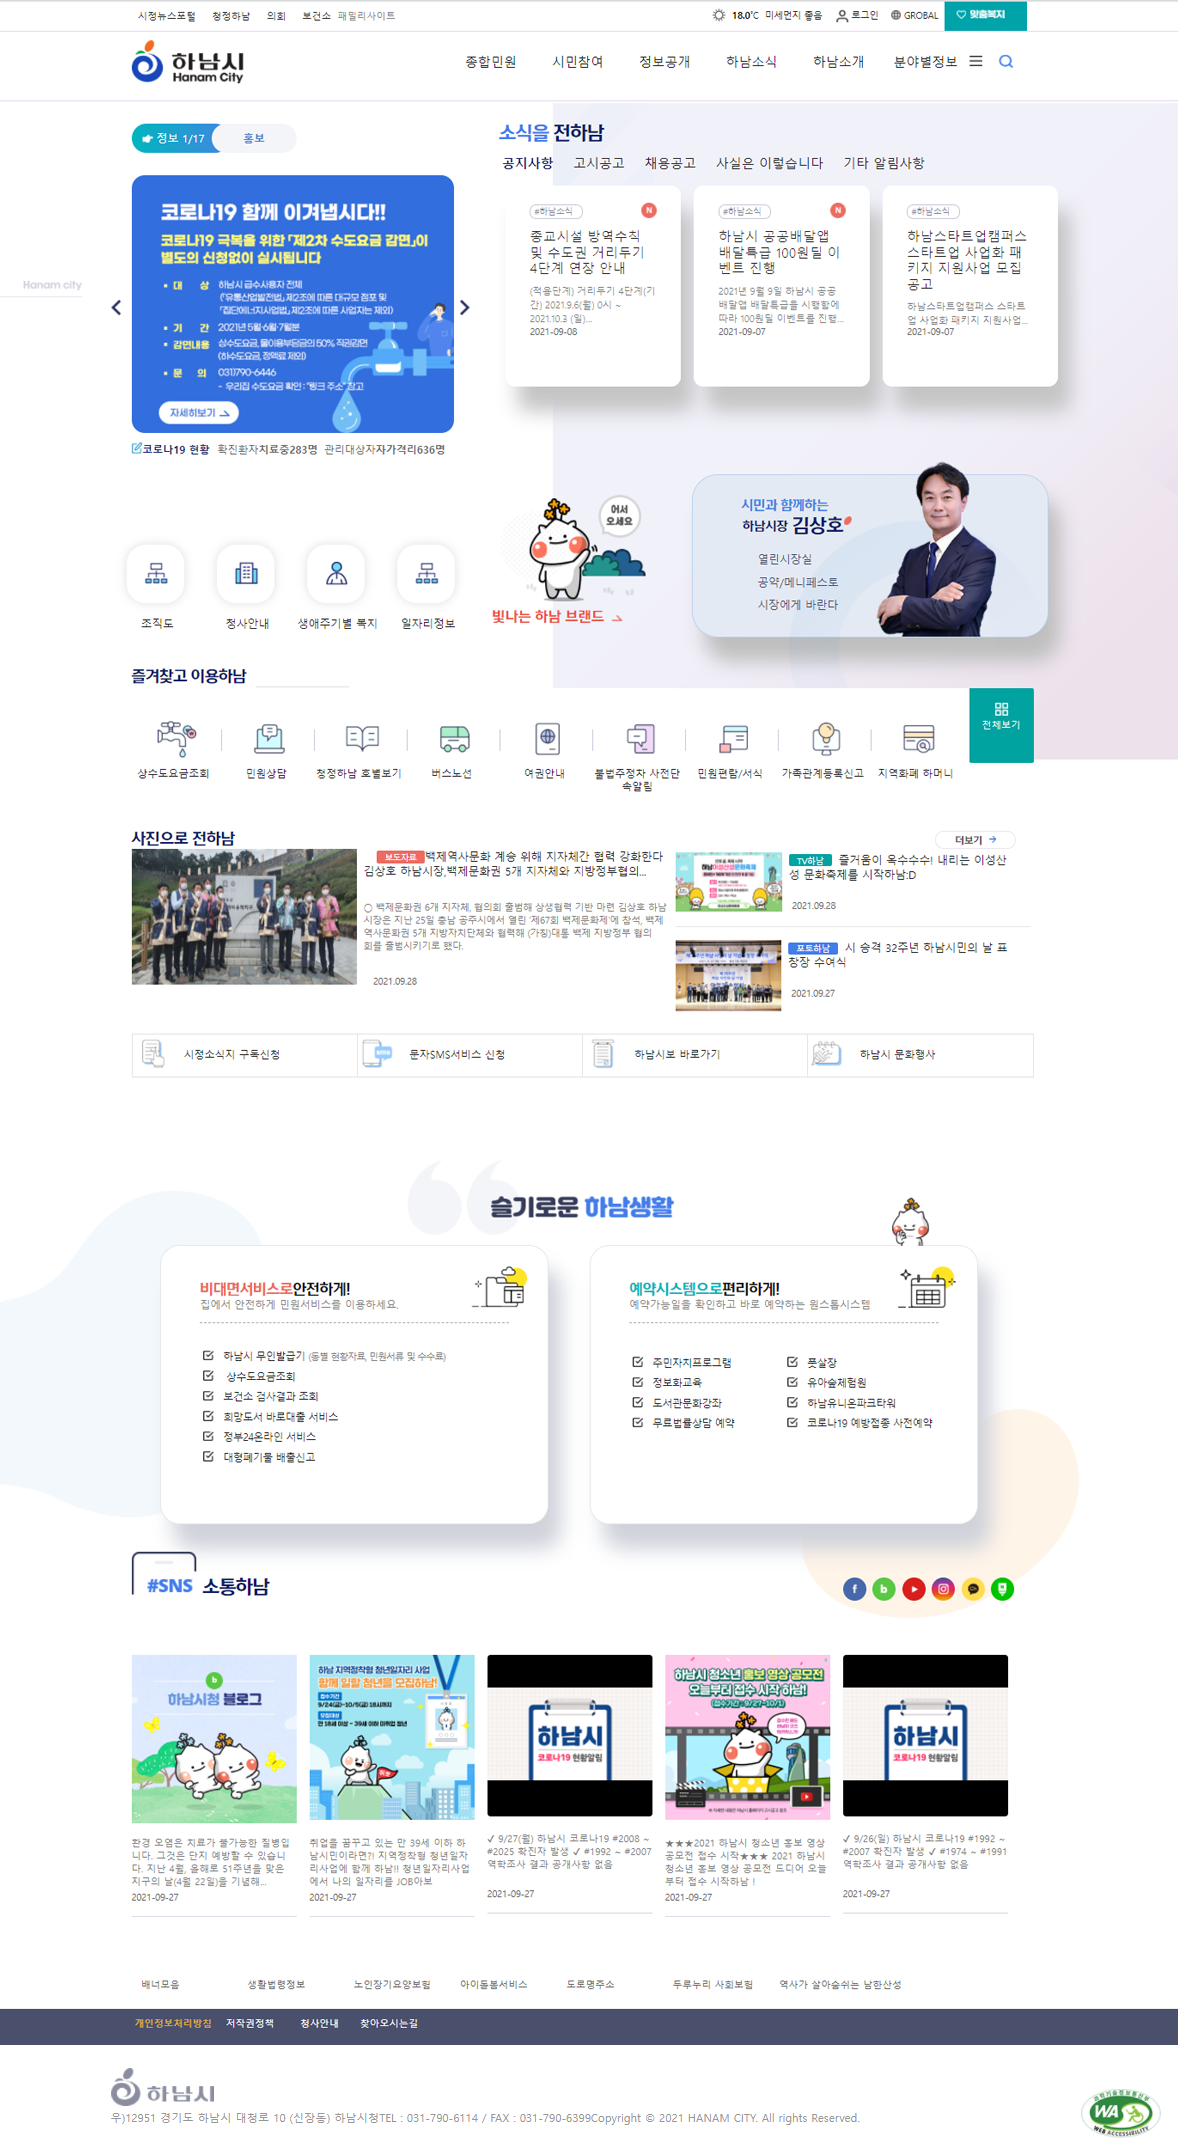 시정뉴스포털 청정하남 의회 보건소 패밀리사이트
18.0℃ 미세먼지 좋음 로그인 GROBAL 맞춤복지
하남시
Hanam City
종합민원 시민참여 정보공개 하남소식 하남소개 분야별정보
정보 1/17 홍보
Hanam city
코로나19 함께 이겨냅시다!!
코로나19 극복을 위한 「제2차 수도요금 감면」이
별도의 신청없이 실시됩니다
대 상 하남시 급수사용자 전체
(「유통산업발전법」 제2조에 따른 대규모 점포 및
「집단에너지사업법」 제2조에 따른 사업자는 제외)
기 간 2021년 5월·6월·7월분
감면내용 상수도요금, 물이용부담금의 50% 직권감면
(하수도요금, 정액료 제외)
문 의 031)790-6446
- 우리집 수도요금 확인 : "링크 주소" 참고
자세히보기
코로나19 현황 확진환자치료중283명 관리대상자자가격리636명
소식을 전하남
공지사항 고시공고 채용공고 사실은 이렇습니다 기타 알림사항
#하남소식 N
종교시설 방역수칙
및 수도권 거리두기
4단계 연장 안내
(적용단계) 거리두기 4단계(기
간) 2021.9.6(월) 0시 ~
2021.10.3 (일)...
2021-09-08
#하남소식 N
하남시 공공배달앱
배달특급 100원딜 이
벤트 진행
2021년 9월 9일 하남시 공공
배달앱 배달특급을 시행함에
따라 100원딜 이벤트를 진행...
2021-09-07
#하남소식
하남스타트업캠퍼스
스타트업 사업화 패
키지 지원사업 모집
공고
하남스타트업캠퍼스 스타트
업 사업화 패키지 지원사업...
2021-09-07
어서
오세요
빛나는 하남 브랜드
시민과 함께하는
하남시장 김상호
열린시장실
공약/메니페스토
시장에게 바란다
조직도 청사안내 생애주기별 복지 일자리정보
즐겨찾고 이용하남
전체보기
상수도요금조회 민원상담 청정하남 호별보기 버스노선 여권안내 불법주정차 사전단
속알림 민원편람/서식 가족관계등록신고 지역화폐 하머니
사진으로 전하남
더보기
보도자료 백제역사문화 계승 위해 지자체간 협력 강화한다
김상호 하남시장,백제문화권 5개 지자체와 지방정부협의...
○ 백제문화권 6개 지자체, 협의회 출범해 상생협력 기반 마련 김상호 하남
시장은 지난 25일 충남 공주시에서 열린 '제67회 백제문화제'에 참석, 백제
역사문화권 5개 지방자치단체와 협력해 (가칭)대통 백제 지방정부 협의
회를 출범시키기로 했다.
2021.09.28
TV하남 즐거움이 옥수수수! 내리는 이성산
성 문화축제를 시작하남:D
2021.09.28
포토하남 시 승격 32주년 하남시민의 날 표
창장 수여식
2021.09.27
시정소식지 구독신청 문자SMS서비스 신청 하남시보 바로가기 하남시 문화행사
슬기로운 하남생활
비대면서비스로안전하게!
집에서 안전하게 민원서비스를 이용하세요.
하남시 무인발급기 (동별 현황자료, 민원서류 및 수수료)
상수도요금조회
보건소 검사결과 조회
희망도서 바로대출 서비스
정부24온라인 서비스
대형폐기물 배출신고
예약시스템으로편리하게!
예약가능일을 확인하고 바로 예약하는 원스톱시스템
주민자치프로그램 풋살장
정보화교육 유아숲체험원
도서관문화강좌 하남유니온파크타워
무료법률상담 예약 코로나19 예방접종 사전예약
#SNS 소통하남
하남시청 블로그
환경 오염은 치료가 불가능한 질병입
니다. 그것은 단지 예방할 수 있습니
다. 지난 4월, 올해로 51주년을 맞은
지구의 날(4월 22일)을 기념해...
2021-09-27
하남 지역정착형 청년일자리 사업
함께 일할 청년을 모집하남!
접수기간
9/24(금)~10/5(금) 18시까지
모집대상
만 18세 이상 ~ 39세 이하 미취업 청년
취업을 꿈꾸고 있는 만 39세 이하 하
남시민이라면?! 지역정착형 청년일자
리사업에 함께 하남!! 청년일자리사업
에서 나의 일자리를 JOB아보
2021-09-27
하남시
코로나19 현황알림
✓ 9/27(월) 하남시 코로나19 #2008 ~
#2025 확진자 발생 ✓ #1992 ~ #2007
역학조사 결과 공개사항 없음
2021-09-27
하남시 청소년 홍보 영상 공모전
오늘부터 접수 시작 하남!
(접수기간 : 9/27~10/1)
★★★2021 하남시 청소년 홍보 영상
공모전 접수 시작★★★ 2021 하남시
청소년 홍보 영상 공모전 드디어 오늘
부터 접수 시작하남 !
2021-09-27
하남시
코로나19 현황알림
✓ 9/26(일) 하남시 코로나19 #1992 ~
#2007 확진자 발생 ✓ #1974 ~ #1991
역학조사 결과 공개사항 없음
2021-09-27
배너모음 생활법령정보 노인장기요양보험 아이돌봄서비스 도로명주소 두루누리 사회보험 역사가 살아숨쉬는 남한산성
개인정보처리방침 저작권정책 청사안내 찾아오시는길
하남시
우)12951 경기도 하남시 대청로 10 (신장동) 하남시청TEL : 031-790-6114 / FAX : 031-790-6399Copyright © 2021 HANAM CITY. All rights Reserved.
WA
WEB ACCESSIBILITY